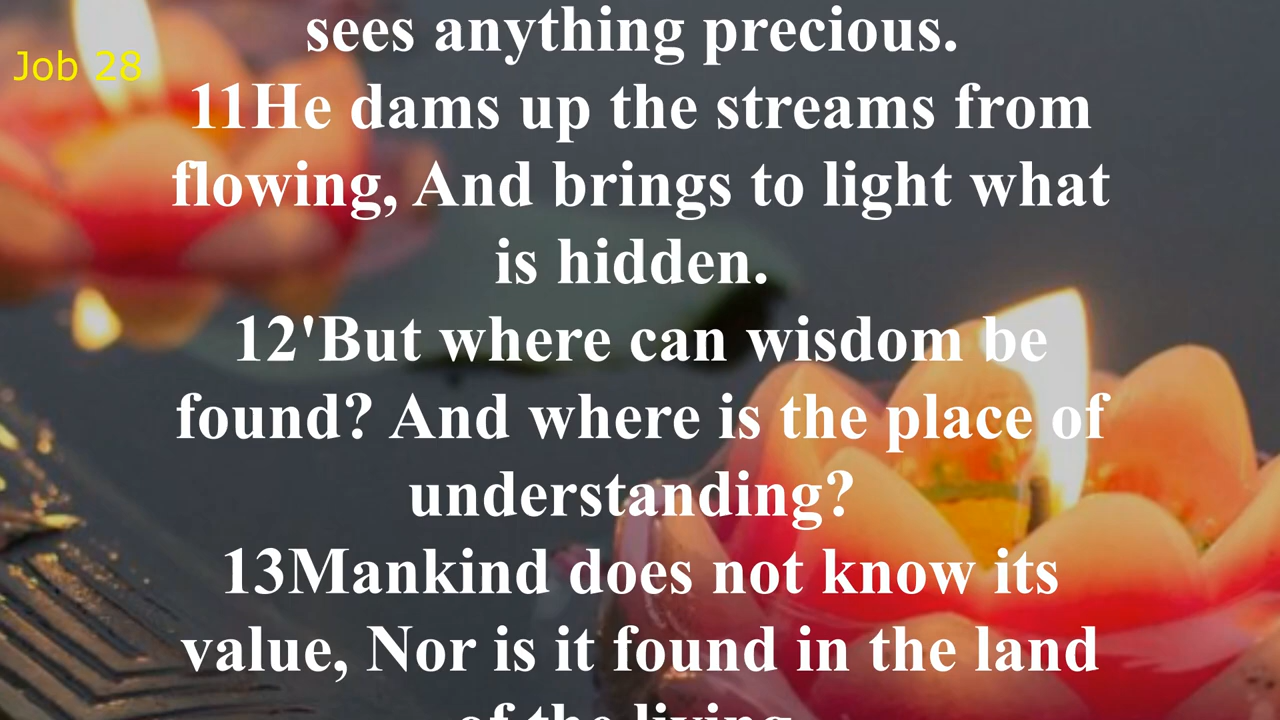 sees anything precious.
Job 28
11He dams up the streams from
flowing, And brings to light what
is hidden.
12'But where can wisdom be
found? And where is the place of
understanding?
13Mankind does not know its
value, Nor is it found in the land
of the living.